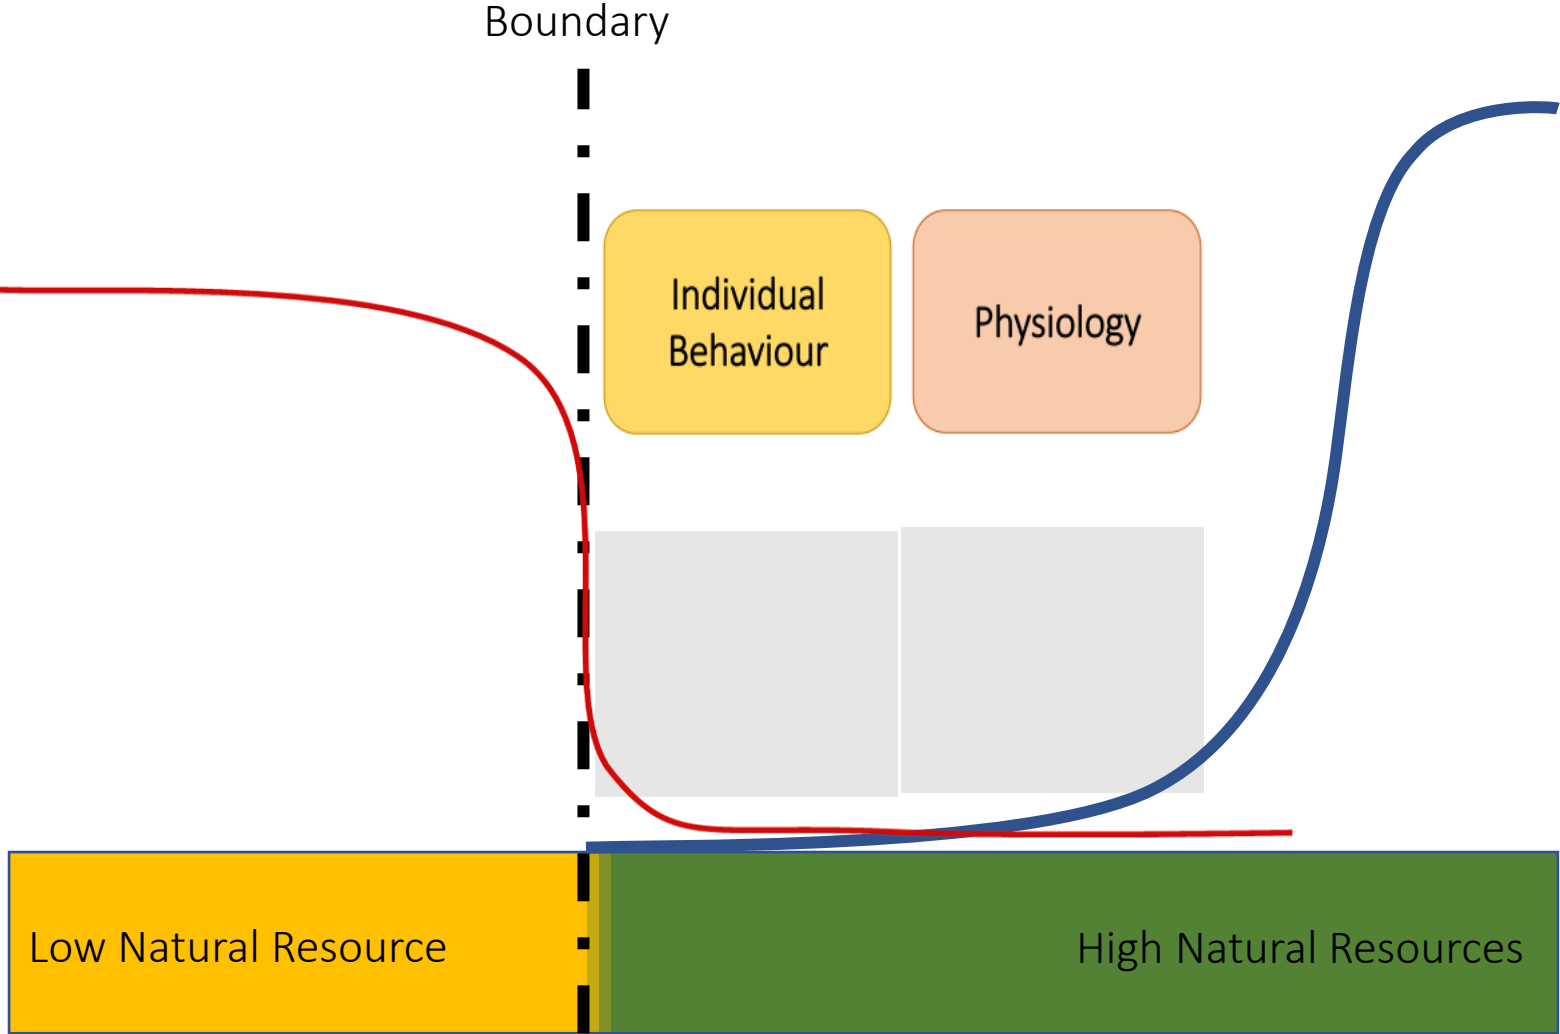 Boundary
Individual
Behaviour
Physiology
Low Natural Resource
High Natural Resources